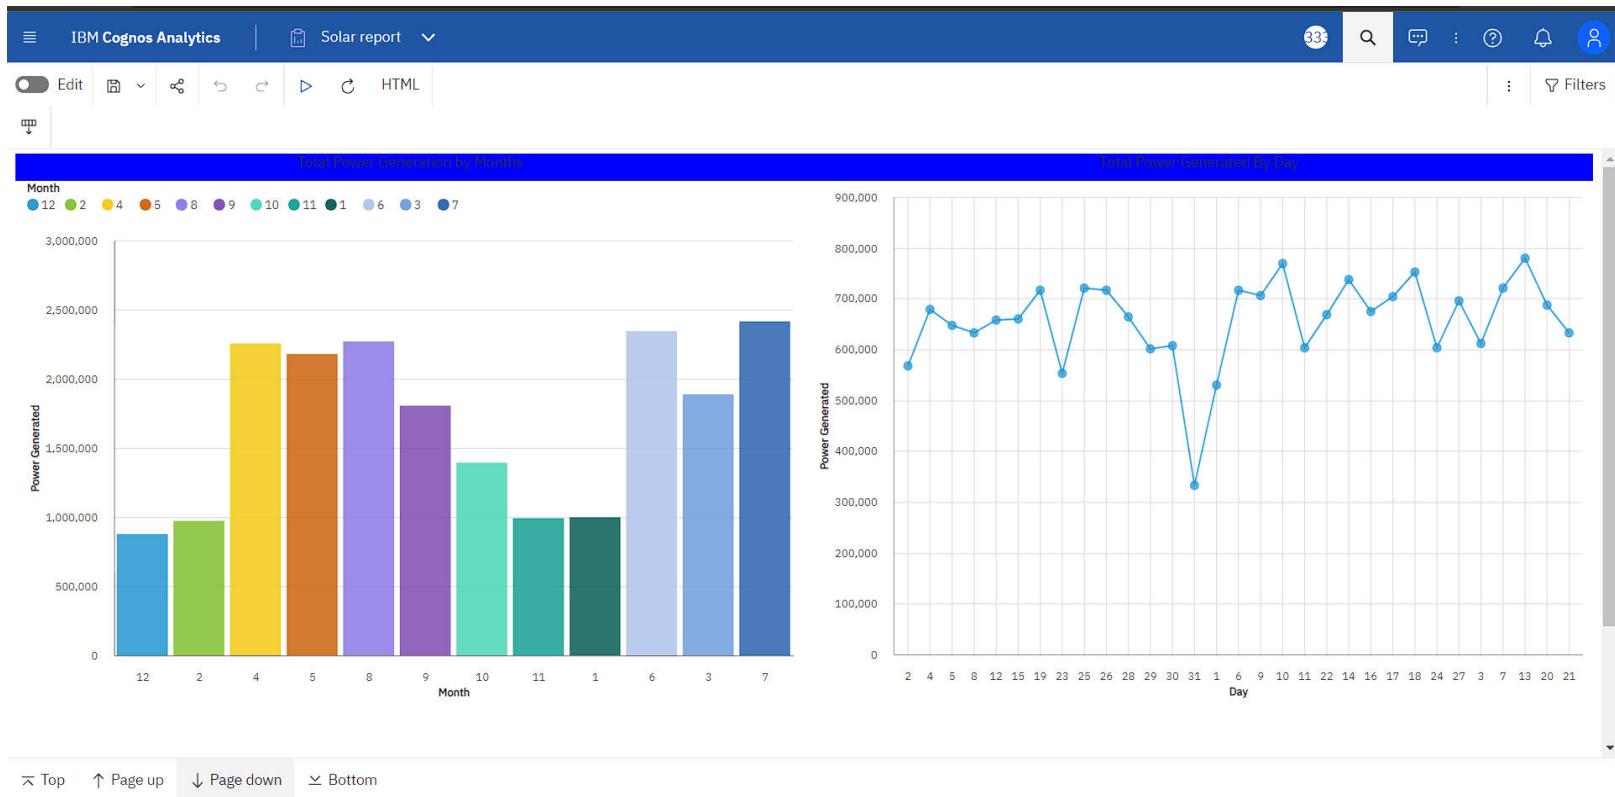 IBM Cognos Analytics Solar report 333
Edit HTML Filters
Total Power Generation by Months Total Power Generated By Day
Month
12 2 4 5 8 9 10 11 1 6 3 7
3,000,000
2,500,000
2,000,000
1,500,000
1,000,000
500,000
0
Power Generated
12 2 4 5 8 9 10 11 1 6 3 7
Month
900,000
800,000
700,000
600,000
500,000
400,000
300,000
200,000
100,000
0
Power Generated
2 4 5 8 12 15 19 23 25 26 28 29 30 31 1 6 9 10 11 22 14 16 17 18 24 27 3 7 13 20 21
Day
Top Page up Page down Bottom